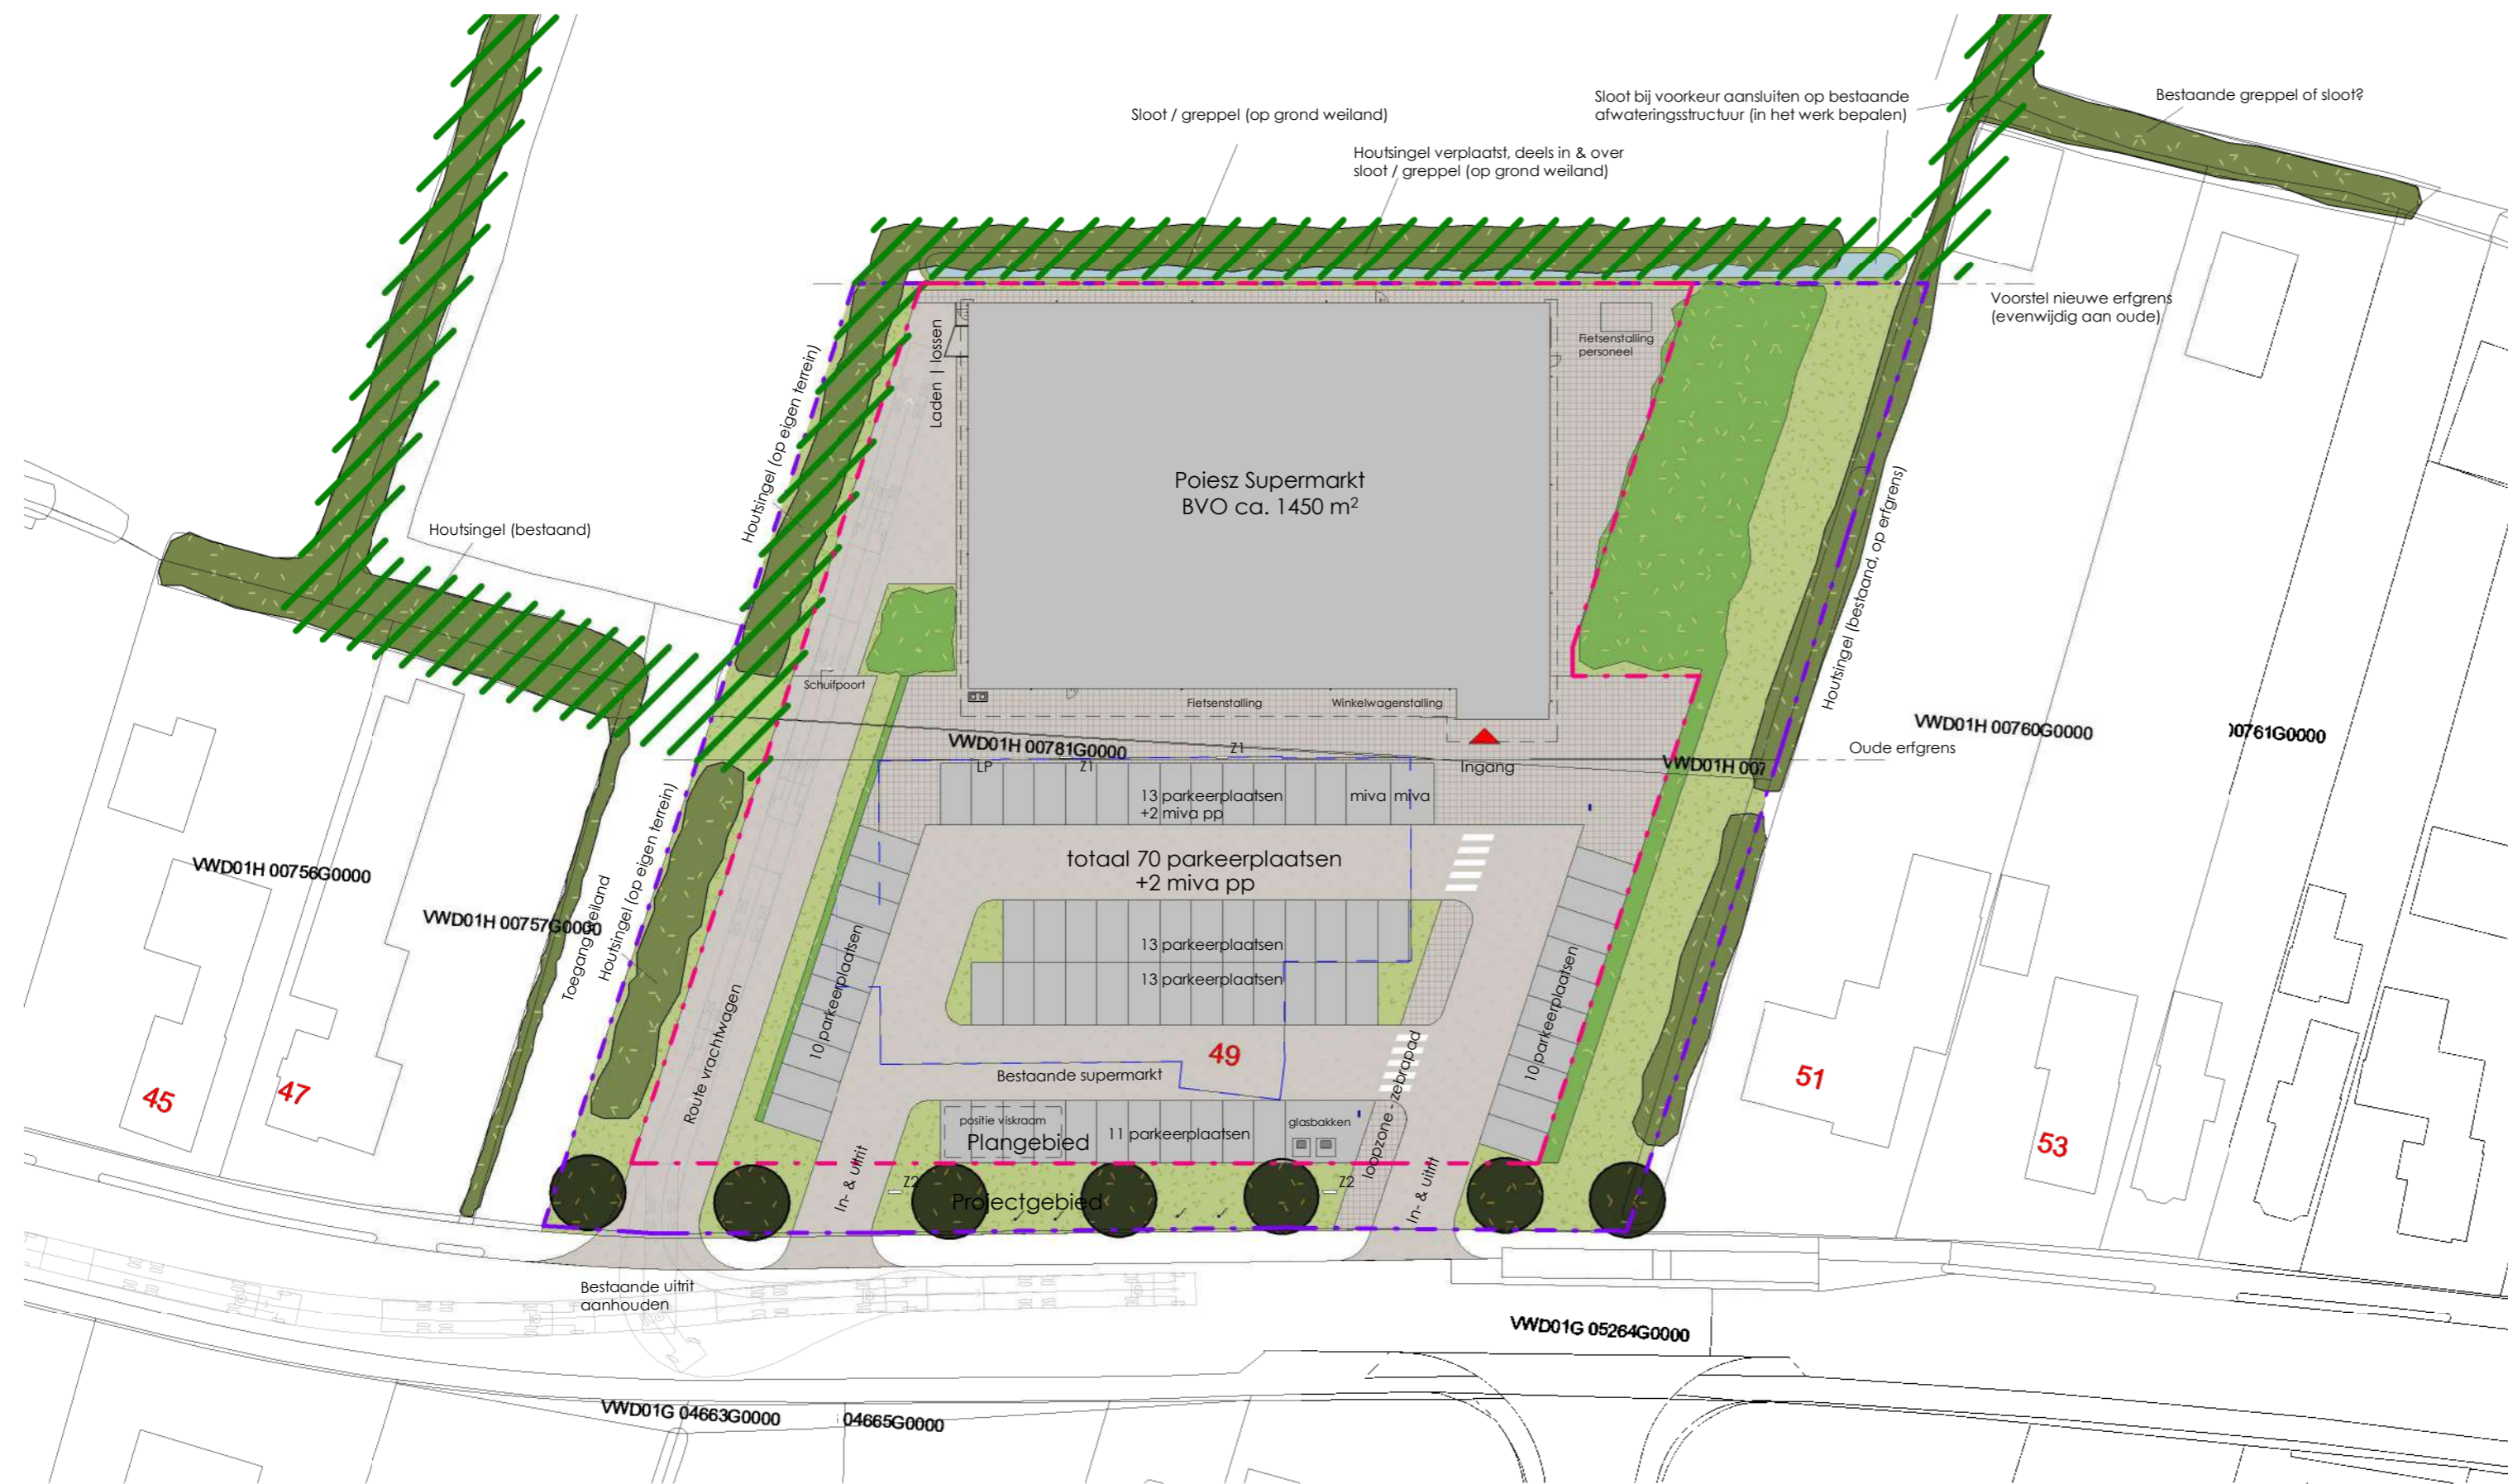 Sloot / greppel (op grond weiland)
Sloot bij voorkeur aansluiten op bestaande
afwateringsstructuur (in het werk bepalen)
Bestaande greppel of sloot?
Houtsingel verplaatst, deels in & over
sloot / greppel (op grond weiland)
Voorstel nieuwe erfgrens
(evenwijdig aan oude)
Laden | lossen
Fietsenstalling
personeel
Houtsingel (op eigen terrein)
Poiesz Supermarkt
BVO ca. 1450 m²
Houtsingel (bestaand)
Houtsingel (bestaand, op erfgrens)
Schuifpoort
Fietsenstalling
Winkelwagenstalling
VWD01H 00781G0000
Z1
VWD01H 007
VWD01H 00760G0000
00761G0000
Oude erfgrens
LP
Z1
Ingang
13 parkeerplaatsen
+2 miva pp
miva
miva
totaal 70 parkeerplaatsen
+2 miva pp
VWD01H 00756G0000
VWD01H 00757G0000
Toegang weiland
Houtsingel (op eigen terrein)
13 parkeerplaatsen
13 parkeerplaatsen
10 parkeerplaatsen
10 parkeerplaatsen
Route vrachtwagen
49
Bestaande supermarkt
loopzone - zebrapad
45
47
51
53
positie viskraam
Plangebied
11 parkeerplaatsen
glasbakken
In- & uitrit
Z2
Projectgebied
Z2
In- & uitrit
Bestaande uitrit
aanhouden
VWD01G 05264G0000
VWD01G 04663G0000
04665G0000